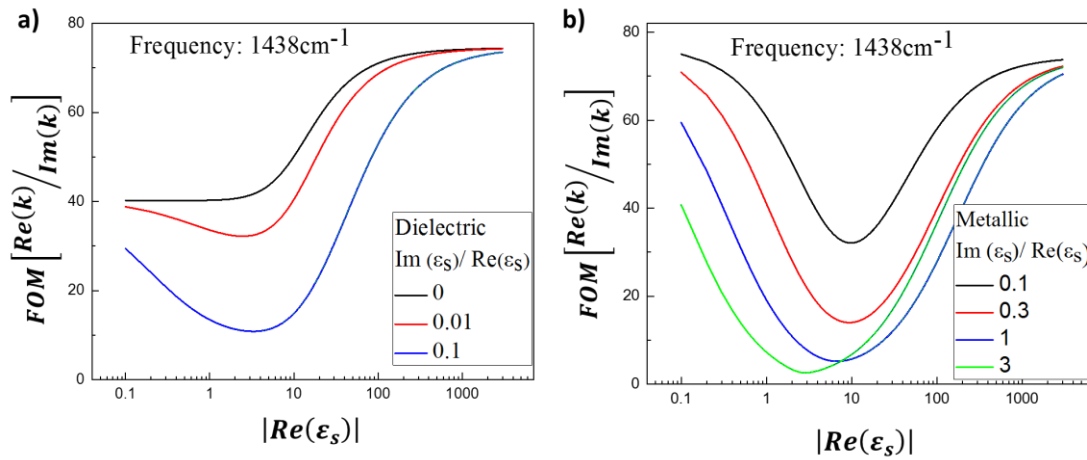 a)
Frequency: 1438cm⁻¹
FOM [Re(k)/Im(k)]
80
60
40
20
0
Dielectric
Im (εs)/ Re(εs)
0
0.01
0.1
0.1 1 10 100 1000
|Re(εs)|
b)
Frequency: 1438cm⁻¹
FOM [Re(k)/Im(k)]
80
60
40
20
0
Metallic
Im (εs)/ Re(εs)
0.1
0.3
1
3
0.1 1 10 100 1000
|Re(εs)|